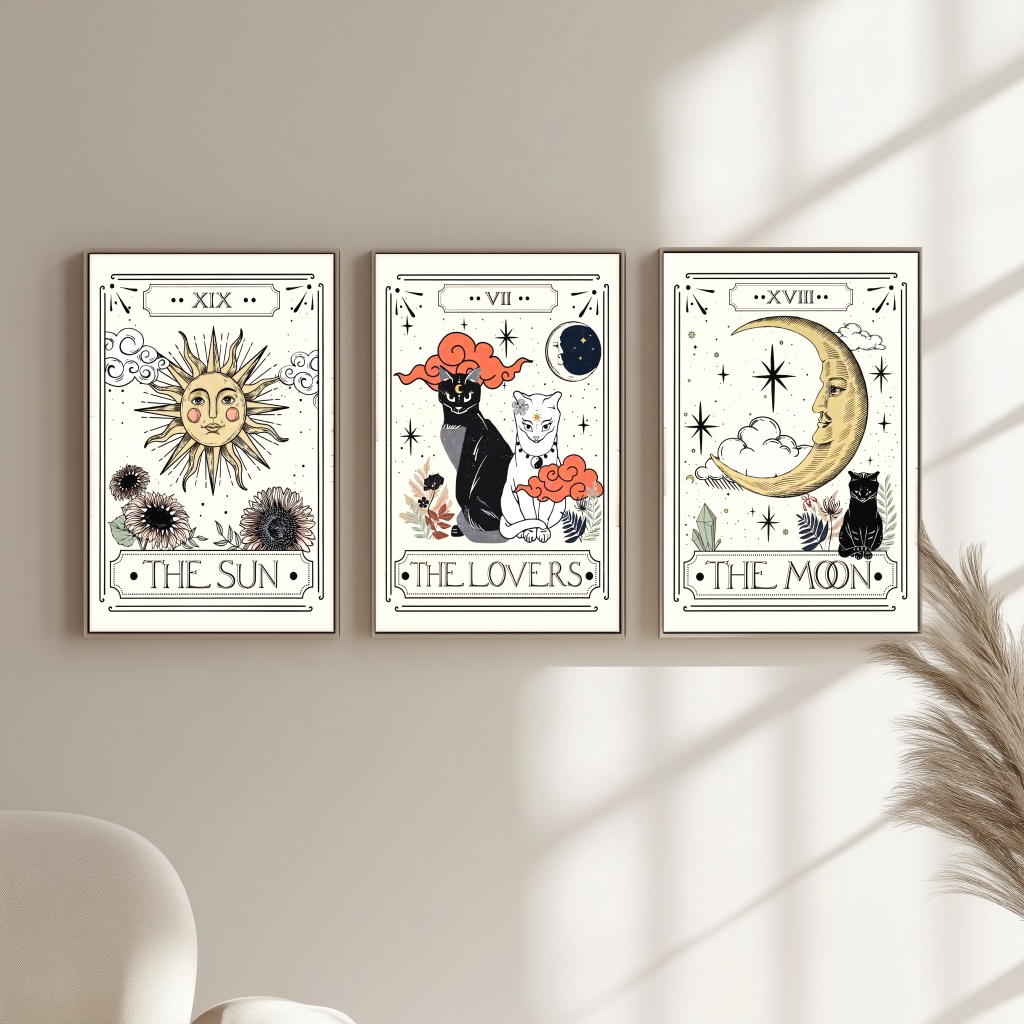 •• XIX ••
•• VII ••
••XVIII••
• THE SUN •
•THE LOVERS•
•THE MOON•